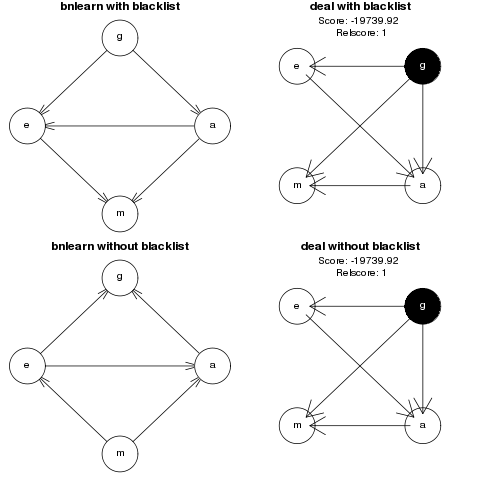 bnlearn with blacklist
g
e
a
m
deal with blacklist
Score: -19739.92
Relscore: 1
e
g
m
a
bnlearn without blacklist
g
e
a
m
deal without blacklist
Score: -19739.92
Relscore: 1
e
g
m
a